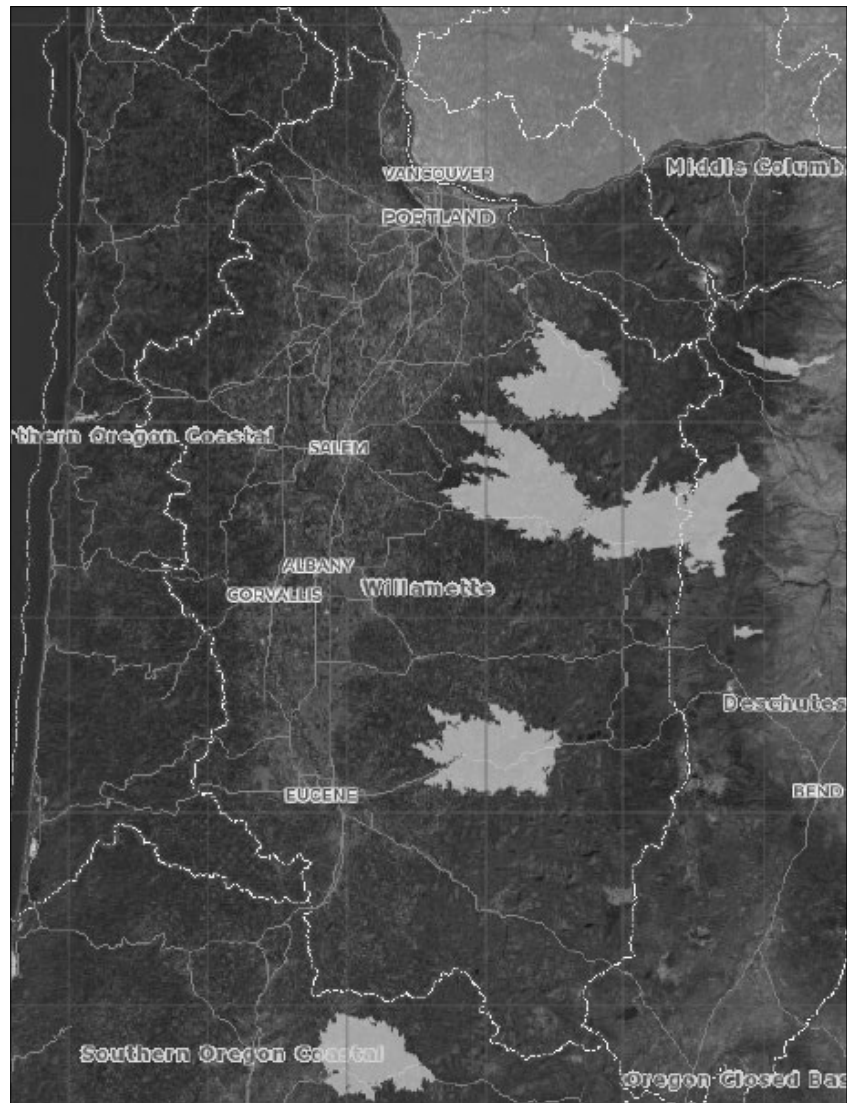 VANCOUVER
Middle Columb
PORTLAND
thern Oregon Coastal
SALEM
ALBANY
CORVALLIS
Willamette
Deschutes
EUGENE
BEND
Southern Oregon Coastal
Oregon Closed Bas